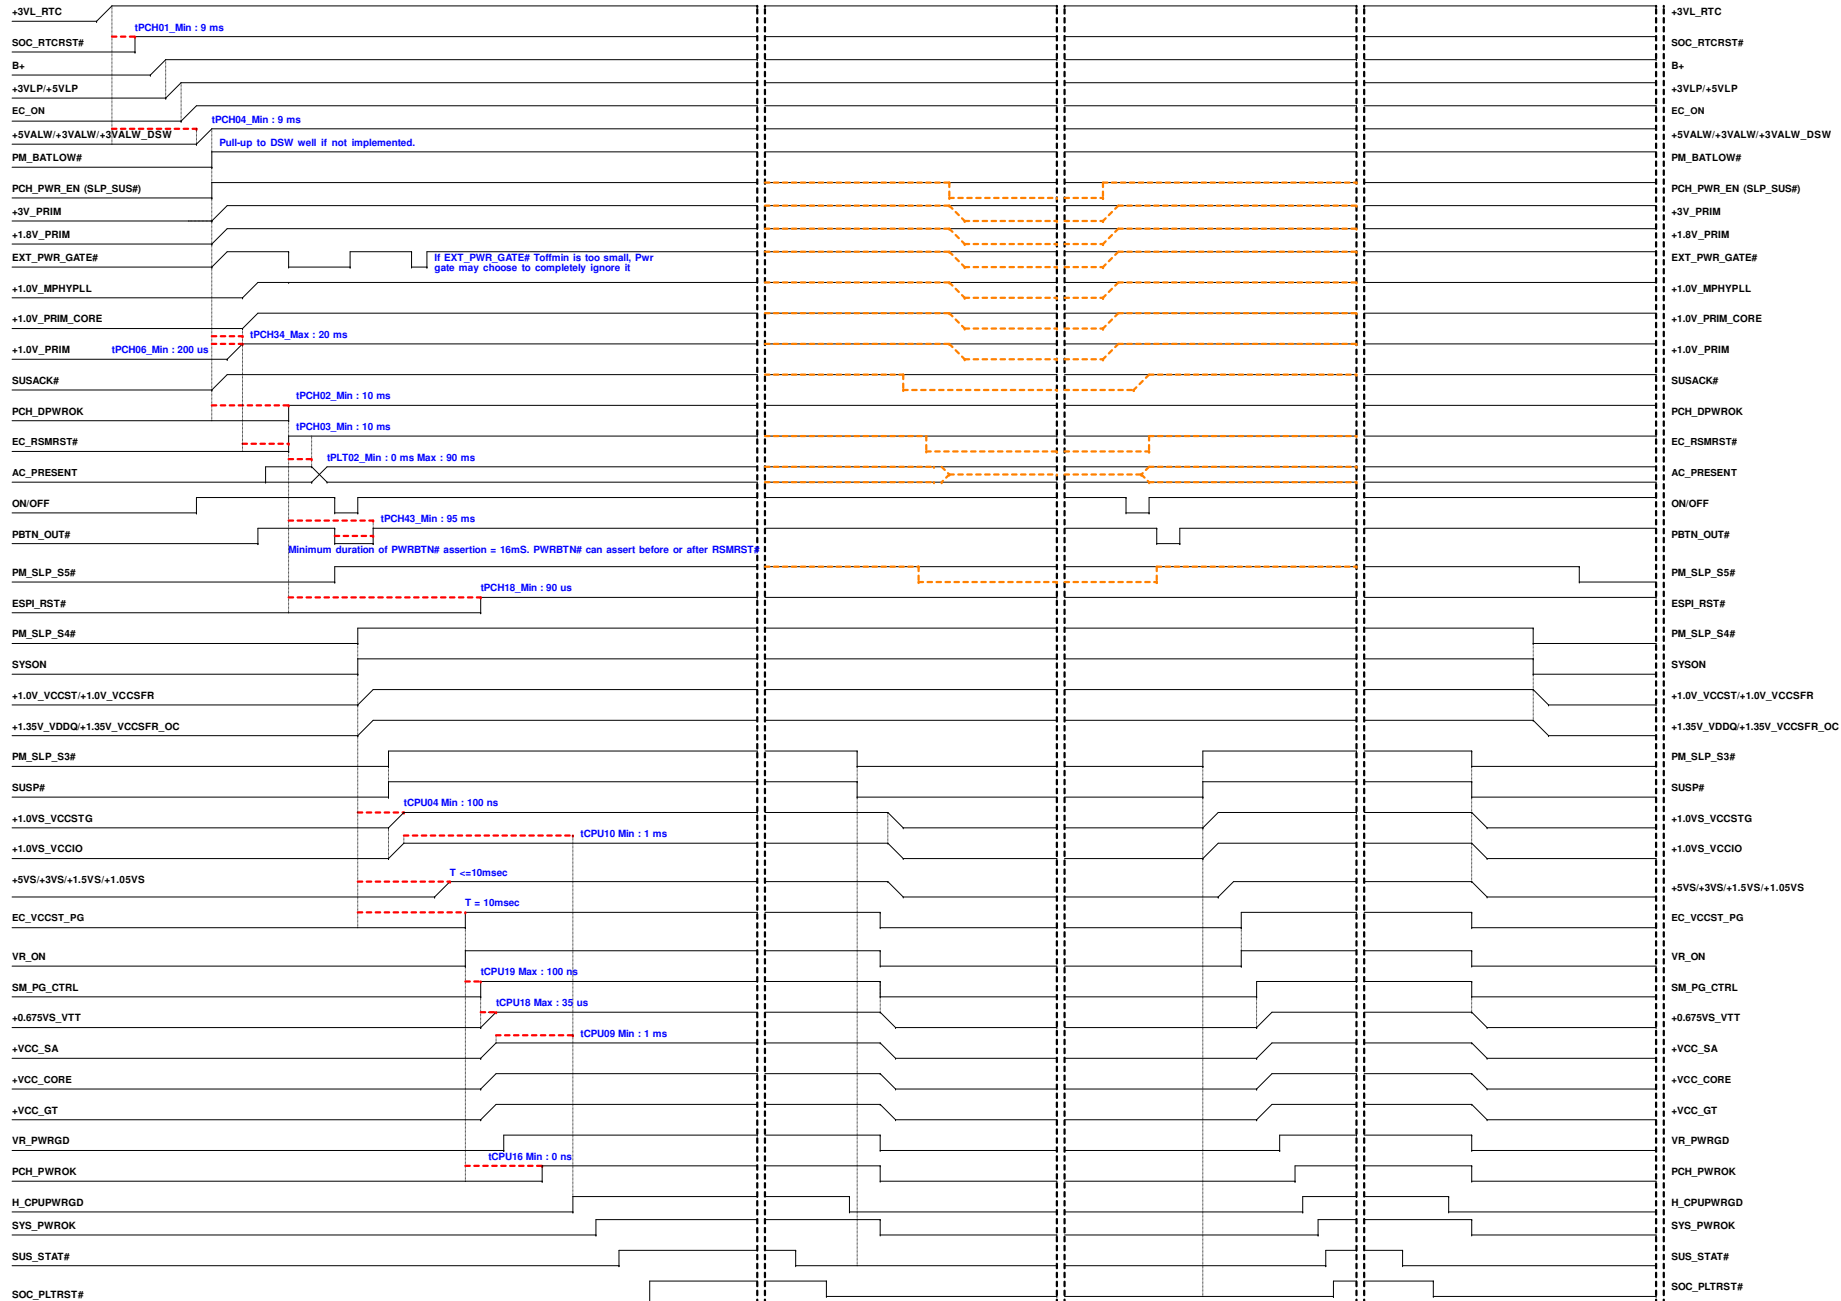 +3VL_RTC +3VL_RTC
tPCH01_Min : 9 ms
SOC_RTCRST# SOC_RTCRST#
B+ B+
+3VLP/+5VLP +3VLP/+5VLP
EC_ON EC_ON
tPCH04_Min : 9 ms
+5VALW/+3VALW/+3VALW_DSW +5VALW/+3VALW/+3VALW_DSW
Pull-up to DSW well if not implemented.
PM_BATLOW# PM_BATLOW#
PCH_PWR_EN (SLP_SUS#) PCH_PWR_EN (SLP_SUS#)
+3V_PRIM +3V_PRIM
+1.8V_PRIM +1.8V_PRIM
EXT_PWR_GATE# If EXT_PWR_GATE# Toffmin is too small, Pwr EXT_PWR_GATE#
gate may choose to completely ignore it
+1.0V_MPHYPLL +1.0V_MPHYPLL
+1.0V_PRIM_CORE +1.0V_PRIM_CORE
tPCH34_Max : 20 ms
+1.0V_PRIM tPCH06_Min : 200 us +1.0V_PRIM
SUSACK# SUSACK#
tPCH02_Min : 10 ms
PCH_DPWROK PCH_DPWROK
tPCH03_Min : 10 ms
EC_RSMRST# EC_RSMRST#
tPLT02_Min : 0 ms Max : 90 ms
AC_PRESENT AC_PRESENT
ON/OFF ON/OFF
tPCH43_Min : 95 ms
PBTN_OUT# PBTN_OUT#
Minimum duration of PWRBTN# assertion = 16mS. PWRBTN# can assert before or after RSMRST#
PM_SLP_S5# PM_SLP_S5#
tPCH18_Min : 90 us
ESPI_RST# ESPI_RST#
PM_SLP_S4# PM_SLP_S4#
SYSON SYSON
+1.0V_VCCST/+1.0V_VCCSFR +1.0V_VCCST/+1.0V_VCCSFR
+1.35V_VDDQ/+1.35V_VCCSFR_OC +1.35V_VDDQ/+1.35V_VCCSFR_OC
PM_SLP_S3# PM_SLP_S3#
SUSP# SUSP#
tCPU04 Min : 100 ns
+1.0VS_VCCSTG +1.0VS_VCCSTG
tCPU10 Min : 1 ms
+1.0VS_VCCIO +1.0VS_VCCIO
T <=10msec
+5VS/+3VS/+1.5VS/+1.05VS +5VS/+3VS/+1.5VS/+1.05VS
T = 10msec
EC_VCCST_PG EC_VCCST_PG
VR_ON VR_ON
tCPU19 Max : 100 ns
SM_PG_CTRL SM_PG_CTRL
tCPU18 Max : 35 us
+0.675VS_VTT +0.675VS_VTT
tCPU09 Min : 1 ms
+VCC_SA +VCC_SA
+VCC_CORE +VCC_CORE
+VCC_GT +VCC_GT
VR_PWRGD VR_PWRGD
tCPU16 Min : 0 ns
PCH_PWROK PCH_PWROK
H_CPUPWRGD H_CPUPWRGD
SYS_PWROK SYS_PWROK
SUS_STAT# SUS_STAT#
SOC_PLTRST# SOC_PLTRST#